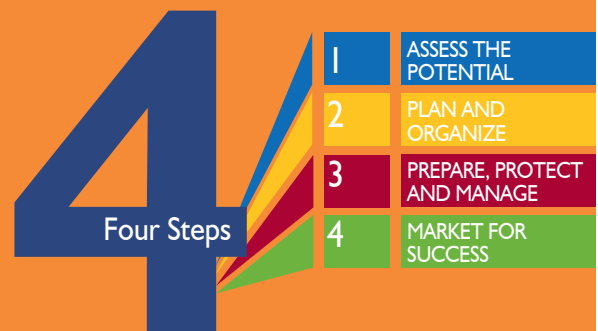 4
Four Steps
1
ASSESS THE
POTENTIAL
2
PLAN AND
ORGANIZE
3
PREPARE, PROTECT
AND MANAGE
4
MARKET FOR
SUCCESS